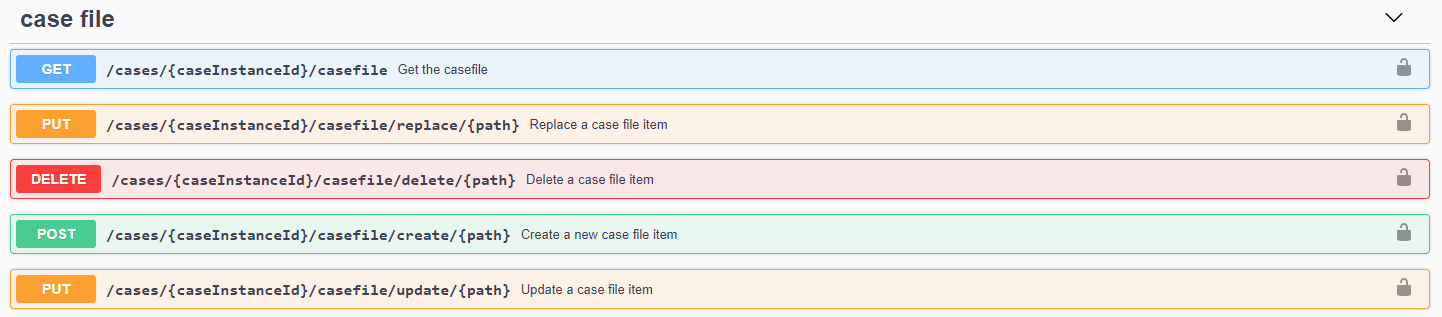 case file
GET /cases/{caseInstanceId}/casefile Get the casefile
PUT /cases/{caseInstanceId}/casefile/replace/{path} Replace a case file item
DELETE /cases/{caseInstanceId}/casefile/delete/{path} Delete a case file item
POST /cases/{caseInstanceId}/casefile/create/{path} Create a new case file item
PUT /cases/{caseInstanceId}/casefile/update/{path} Update a case file item